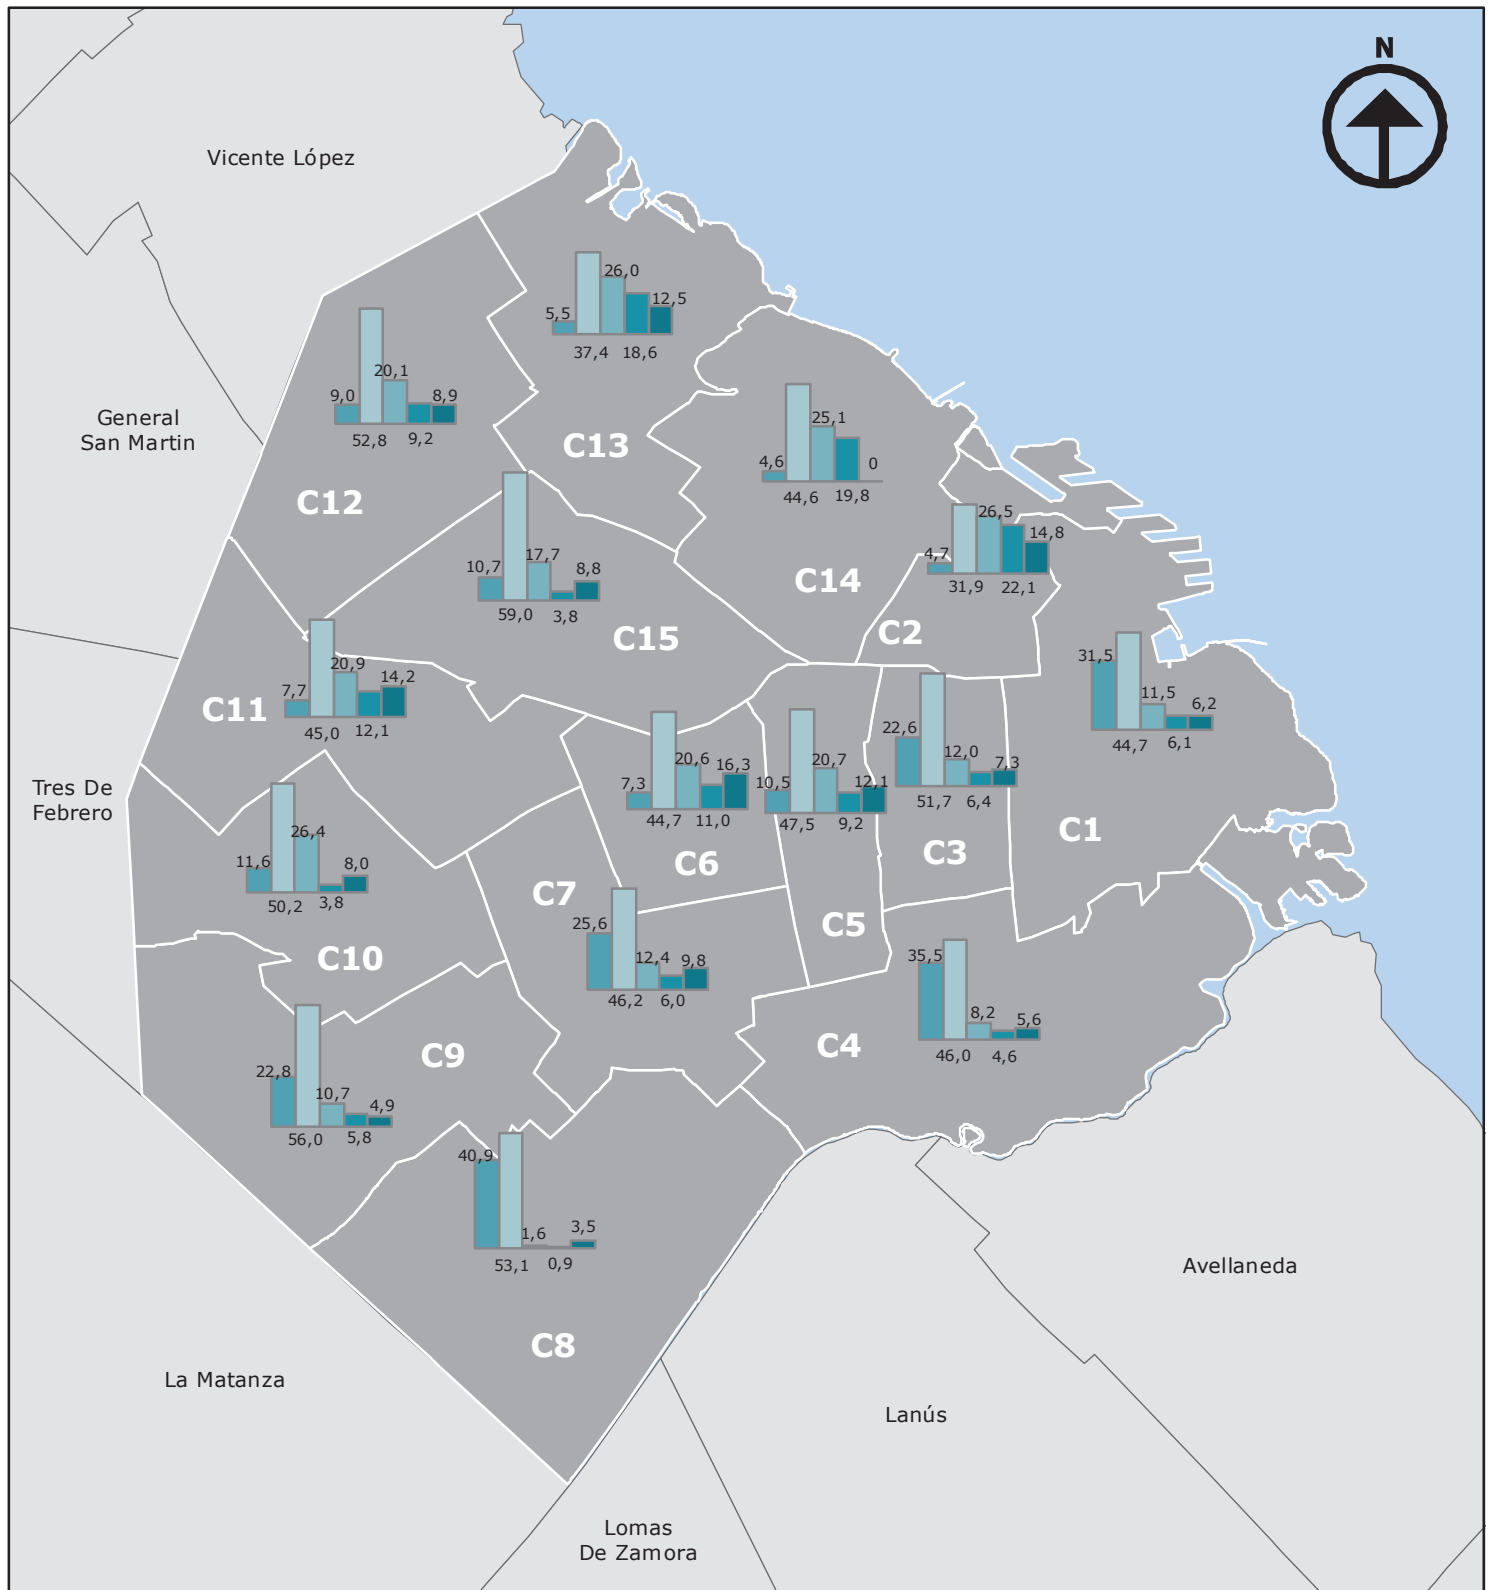 N
Vicente López
26,0
5,5
12,5
37,4
18,6
20,1
9,0
8,9
52,8
9,2
General
San Martin
C13
C12
25,1
4,6
0
44,6
19,8
26,5
4,7
14,8
31,9
22,1
17,7
10,7
8,8
59,0
3,8
C14
C15
C2
20,9
7,7
14,2
45,0
12,1
C11
31,5
11,5
6,2
44,7
6,1
Tres De
Febrero
20,6
7,3
16,3
44,7
11,0
20,7
10,5
12,1
47,5
9,2
22,6
12,0
7,3
51,7
6,4
C1
C3
C6
26,4
11,6
8,0
50,2
3,8
C7
C5
C10
25,6
12,4
9,8
46,2
6,0
35,5
8,2
5,6
46,0
4,6
C4
C9
22,8
10,7
4,9
56,0
5,8
40,9
1,6
3,5
53,1
0,9
Avellaneda
C8
La Matanza
Lanús
Lomas
De Zamora